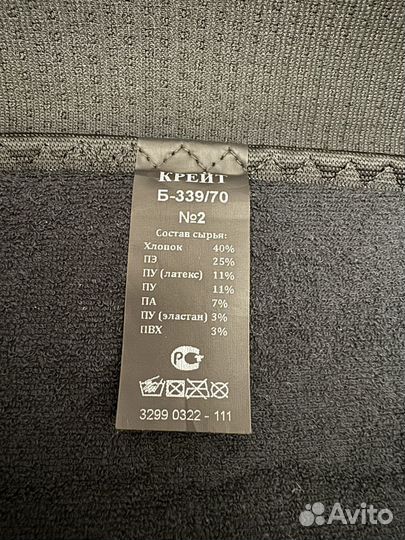 КРЕЙТ
Б-339/70
№2
Состав сырья:
Хлопок 40%
ПЭ 25%
ПУ (латекс) 11%
ПУ 11%
ПА 7%
ПУ (эластан) 3%
ПВХ 3%
РСТ
3299 0322 - 111
Avito